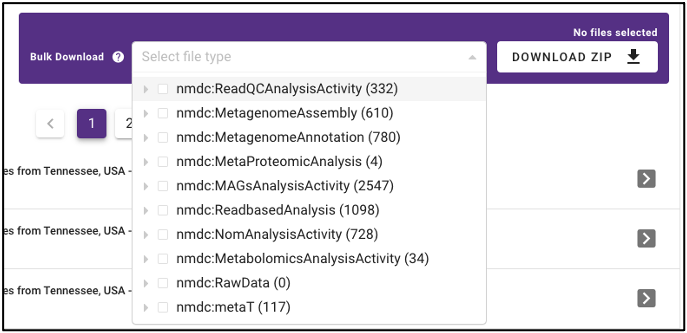 No files selected
Bulk Download ? Select file type DOWNLOAD ZIP
nmdc:ReadQCAnalysisActivity (332)
nmdc:MetagenomeAssembly (610)
1 2
nmdc:MetagenomeAnnotation (780)
nmdc:MetaProteomicAnalysis (4)
es from Tennessee, USA -
nmdc:MAGsAnalysisActivity (2547)
nmdc:ReadbasedAnalysis (1098)
es from Tennessee, USA -
nmdc:NomAnalysisActivity (728)
nmdc:MetabolomicsAnalysisActivity (34)
nmdc:RawData (0)
es from Tennessee, USA -
nmdc:metaT (117)